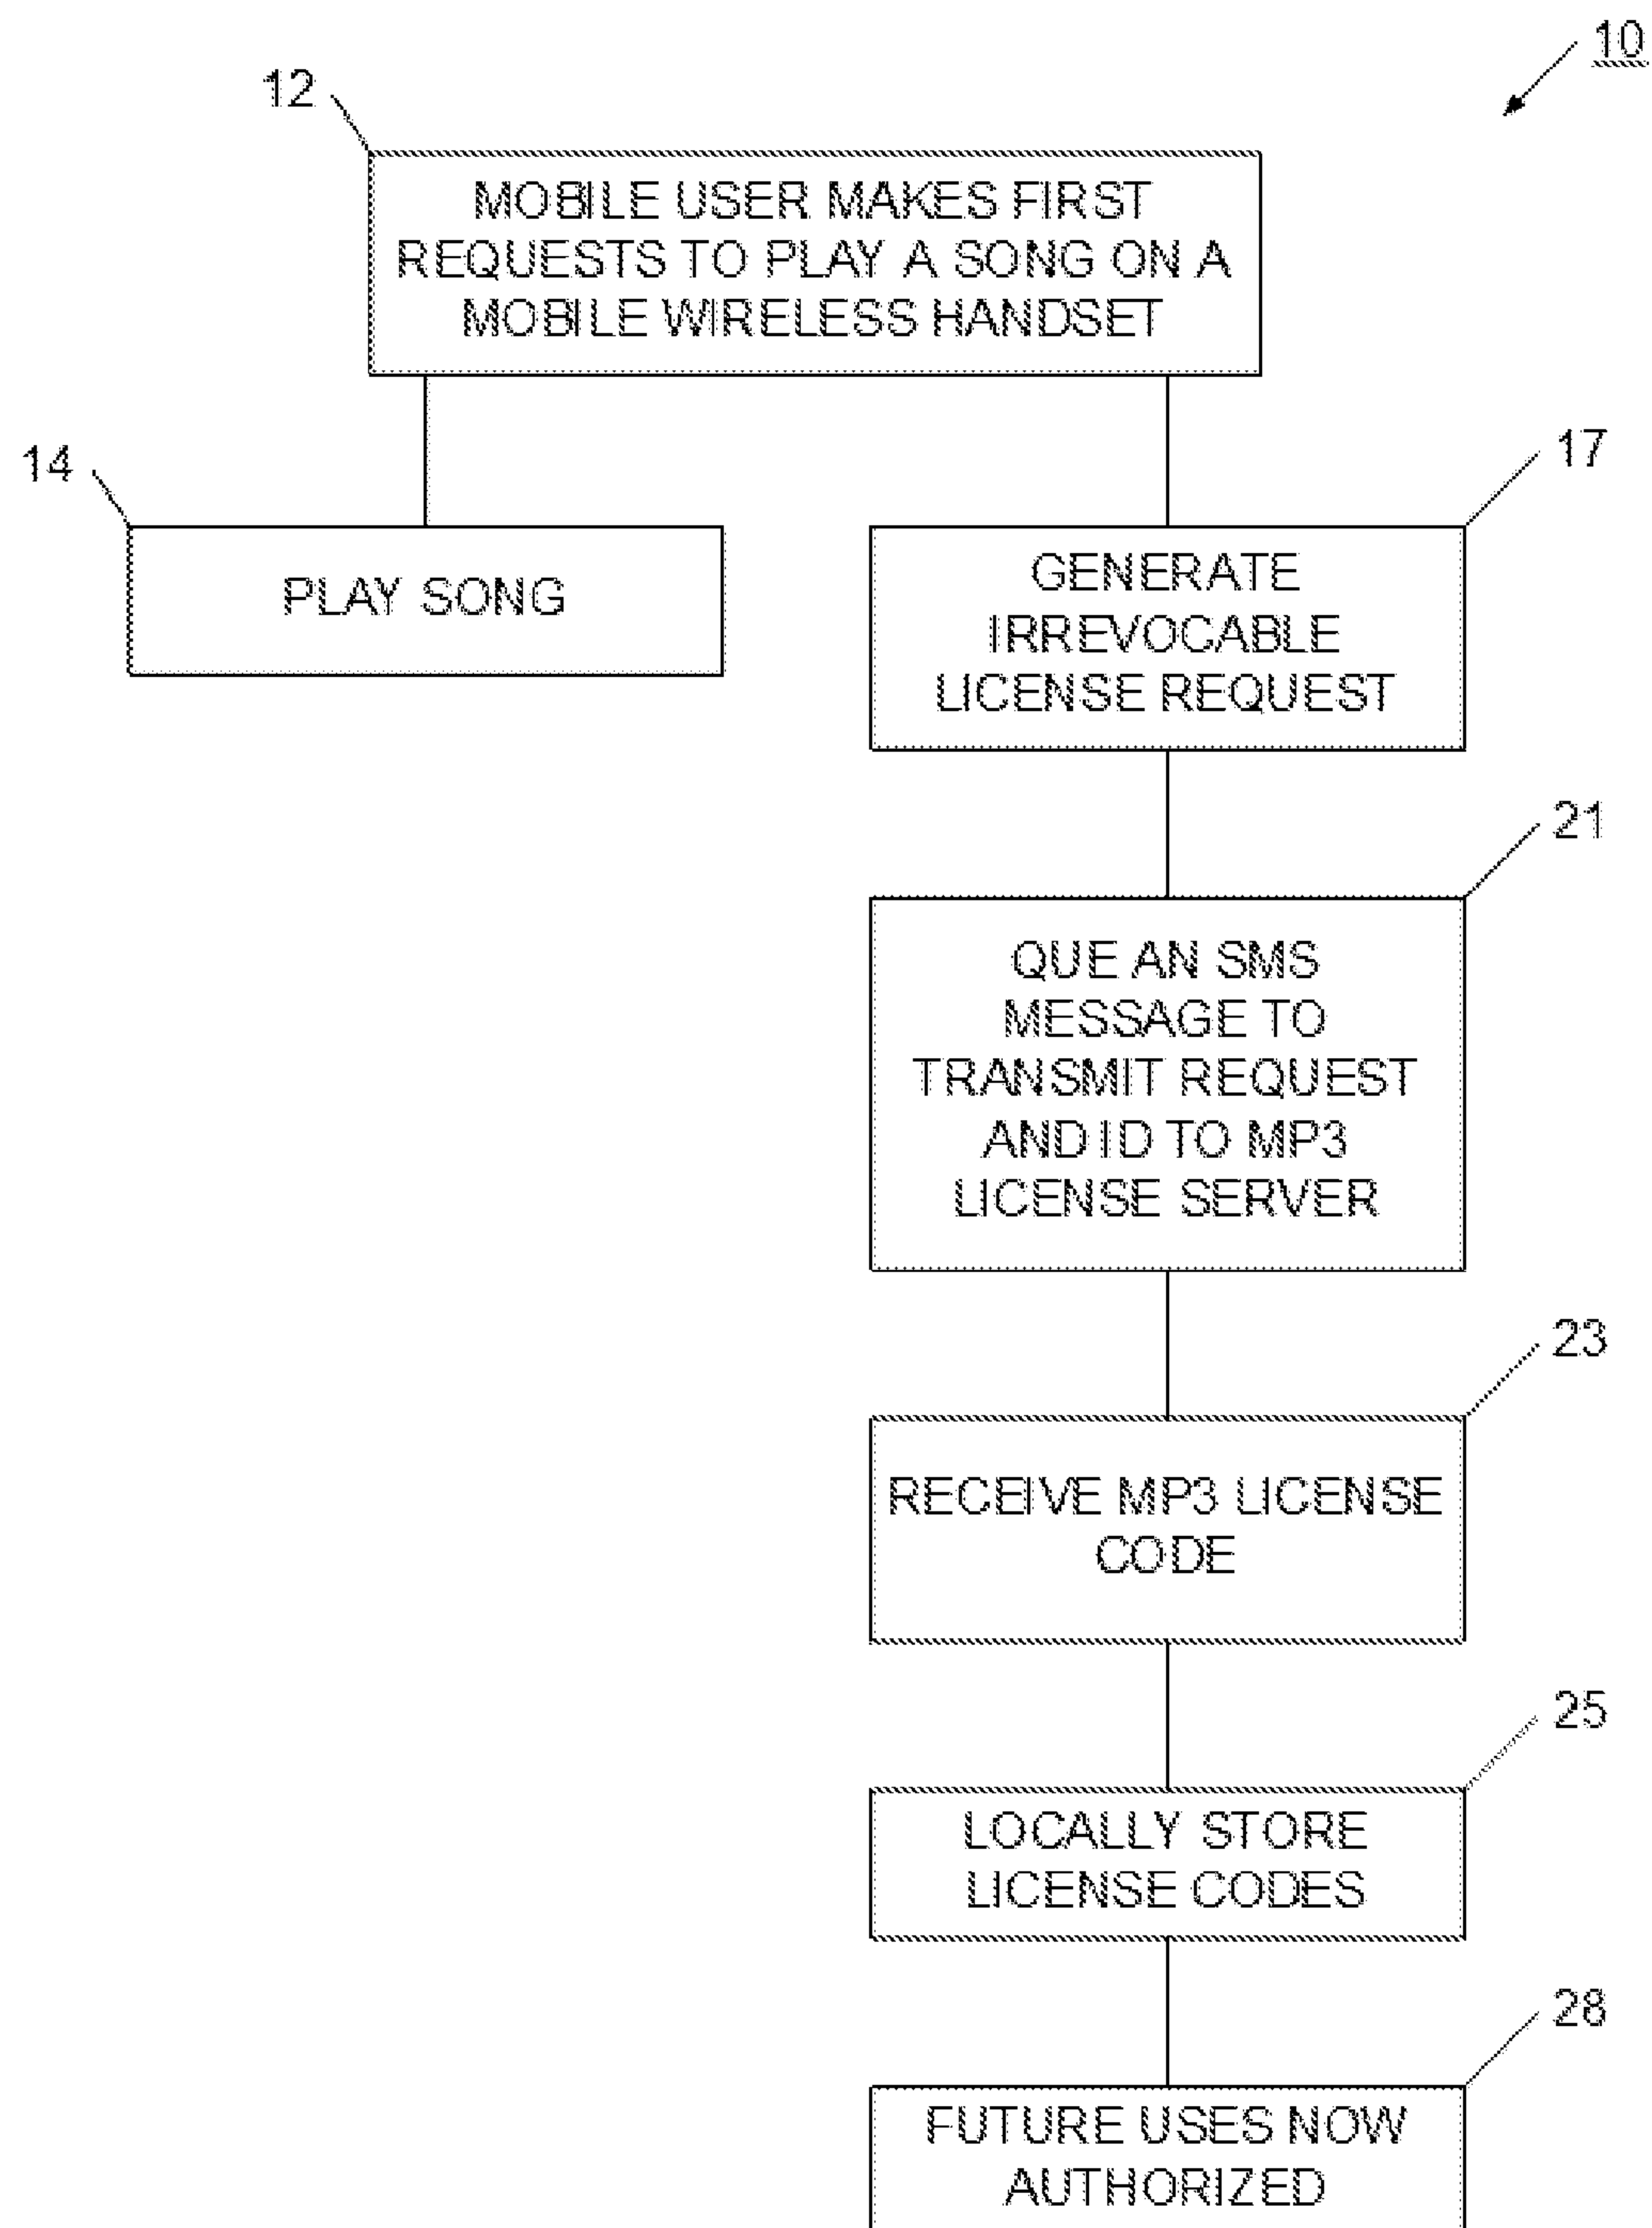 10
12
MOBILE USER MAKES FIRST
REQUESTS TO PLAY A SONG ON A
MOBILE WIRELESS HANDSET
14
PLAY SONG
17
GENERATE
IRREVOCABLE
LICENSE REQUEST
21
QUE AN SMS
MESSAGE TO
TRANSMIT REQUEST
AND ID TO MP3
LICENSE SERVER
23
RECEIVE MP3 LICENSE
CODE
25
LOCALLY STORE
LICENSE CODES
28
FUTURE USES NOW
AUTHORIZED